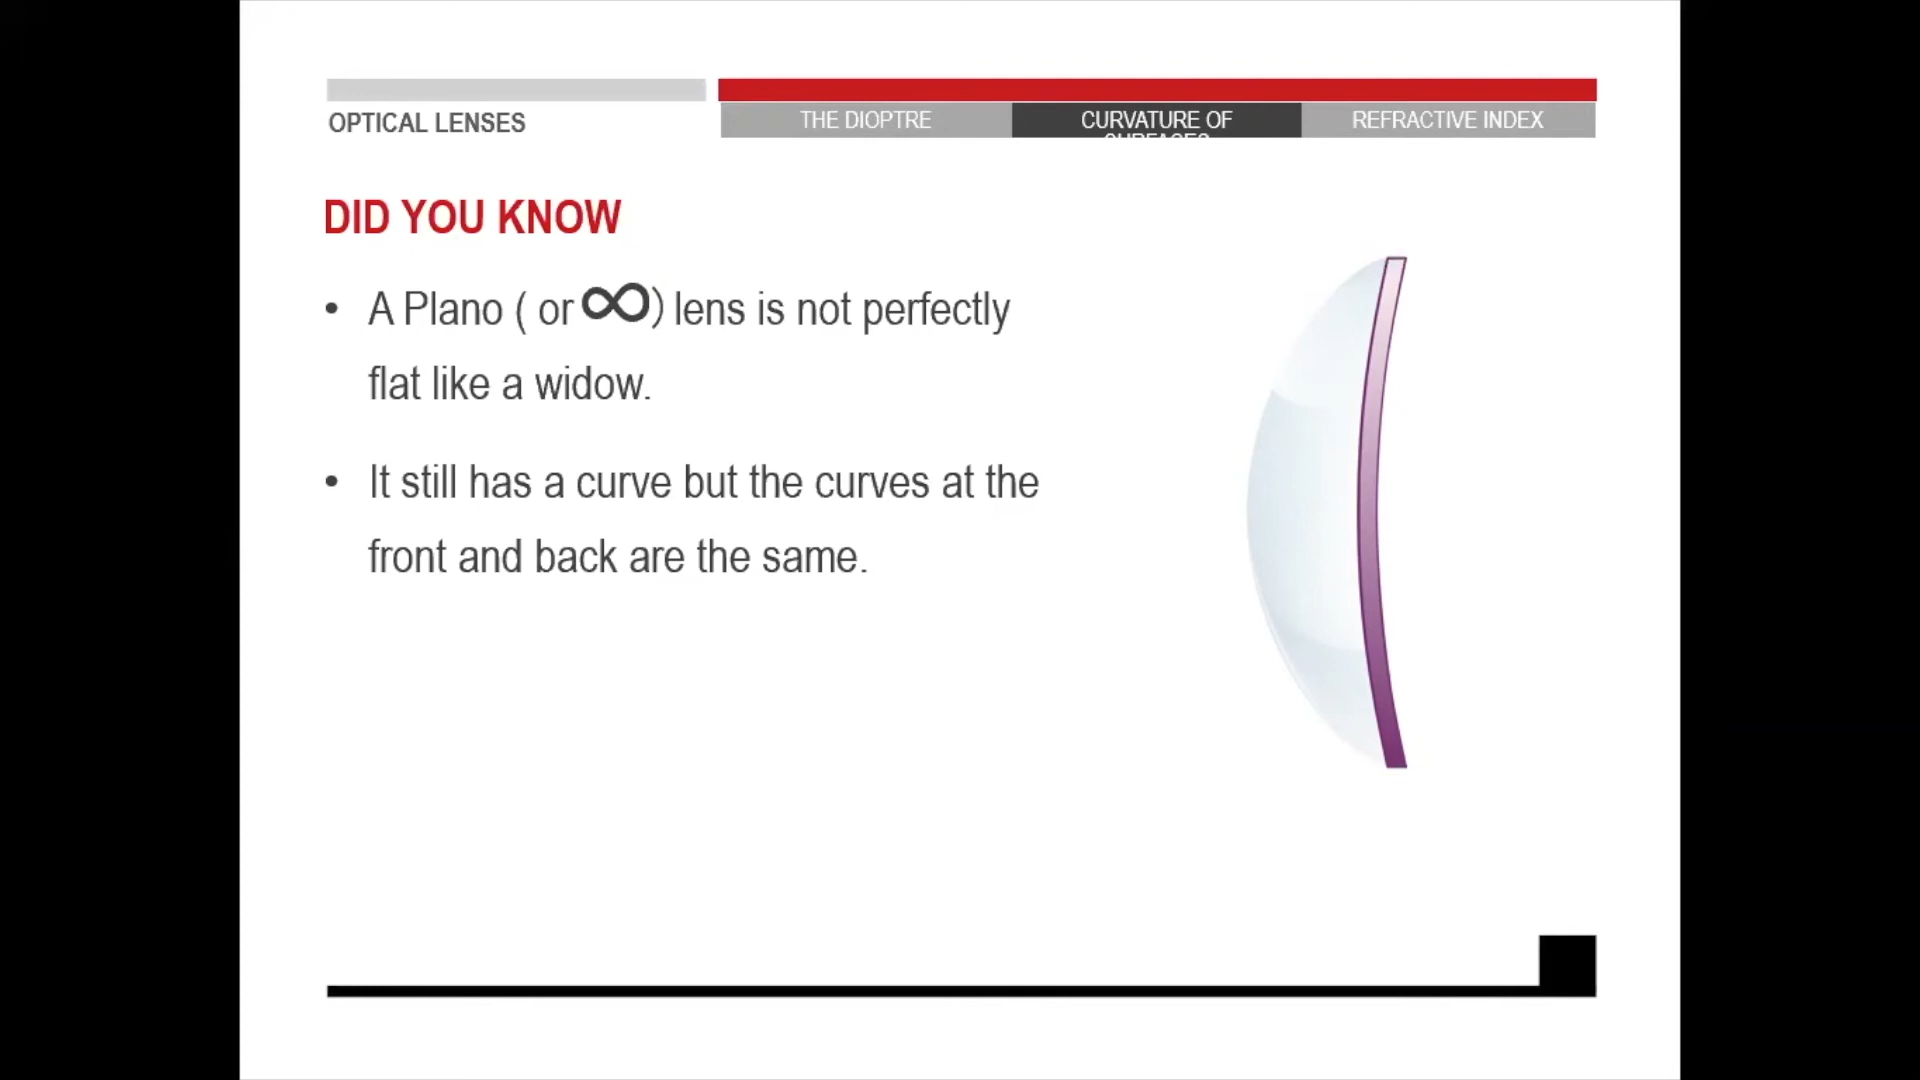 OPTICAL LENSES
THE DIOPTRE
CURVATURE OF
SURFACES
REFRACTIVE INDEX
DID YOU KNOW
• A Plano ( or ∞) lens is not perfectly
flat like a widow.
• It still has a curve but the curves at the
front and back are the same.